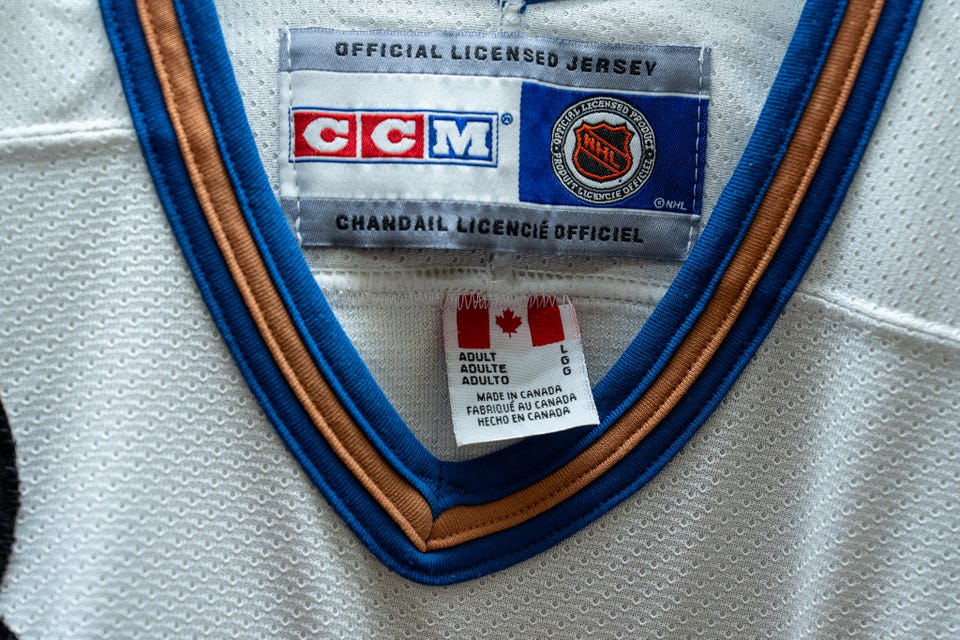 OFFICIAL LICENSED JERSEY
CCM®
OFFICIAL LICENSED PRODUCT
NHL
PRODUIT LICENCIE OFFICIEL
© NHL
CHANDAIL LICENCIÉ OFFICIEL
ADULT L
ADULTE G
ADULTO G
MADE IN CANADA
FABRIQUÉ AU CANADA
HECHO EN CANADA